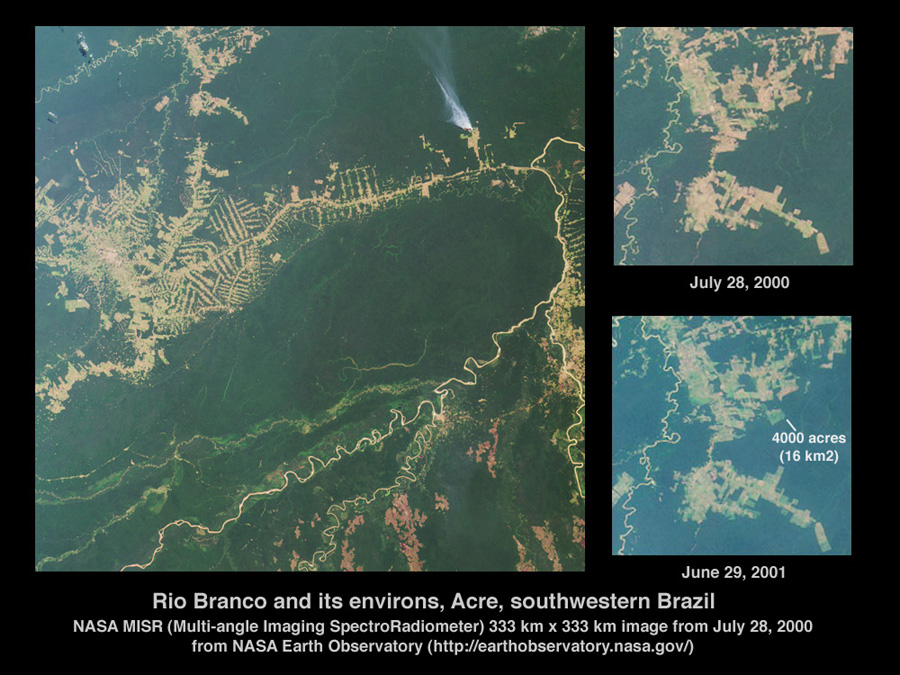 July 28, 2000
4000 acres
(16 km2)
June 29, 2001
Rio Branco and its environs, Acre, southwestern Brazil
NASA MISR (Multi-angle Imaging SpectroRadiometer) 333 km x 333 km image from July 28, 2000
from NASA Earth Observatory (http://earthobservatory.nasa.gov/)